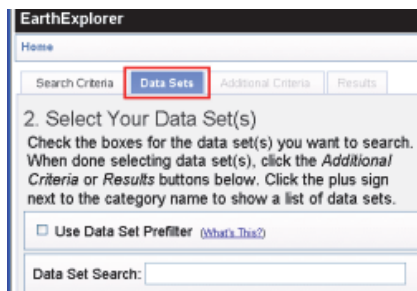 EarthExplorer
Home
Search Criteria Data Sets Additional Criteria Results
2. Select Your Data Set(s)
Check the boxes for the data set(s) you want to search.
When done selecting data set(s), click the Additional
Criteria or Results buttons below. Click the plus sign
next to the category name to show a list of data sets.
Use Data Set Prefilter (What's This?)
Data Set Search: